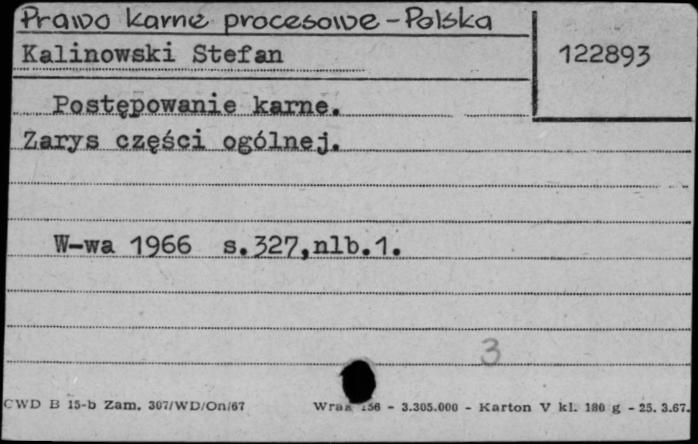 Prawo karne procesowe - Polska
Kalinowski Stefan
122893
Postępowanie karne.
Zarys części ogólnej.
W-wa 1966 s.327,nlb.1.
3
CWD B 15-b Zam. 307/WD/On/67
56 - 3.305.000 - Karton V kl. 180 g - 25. 3.67.